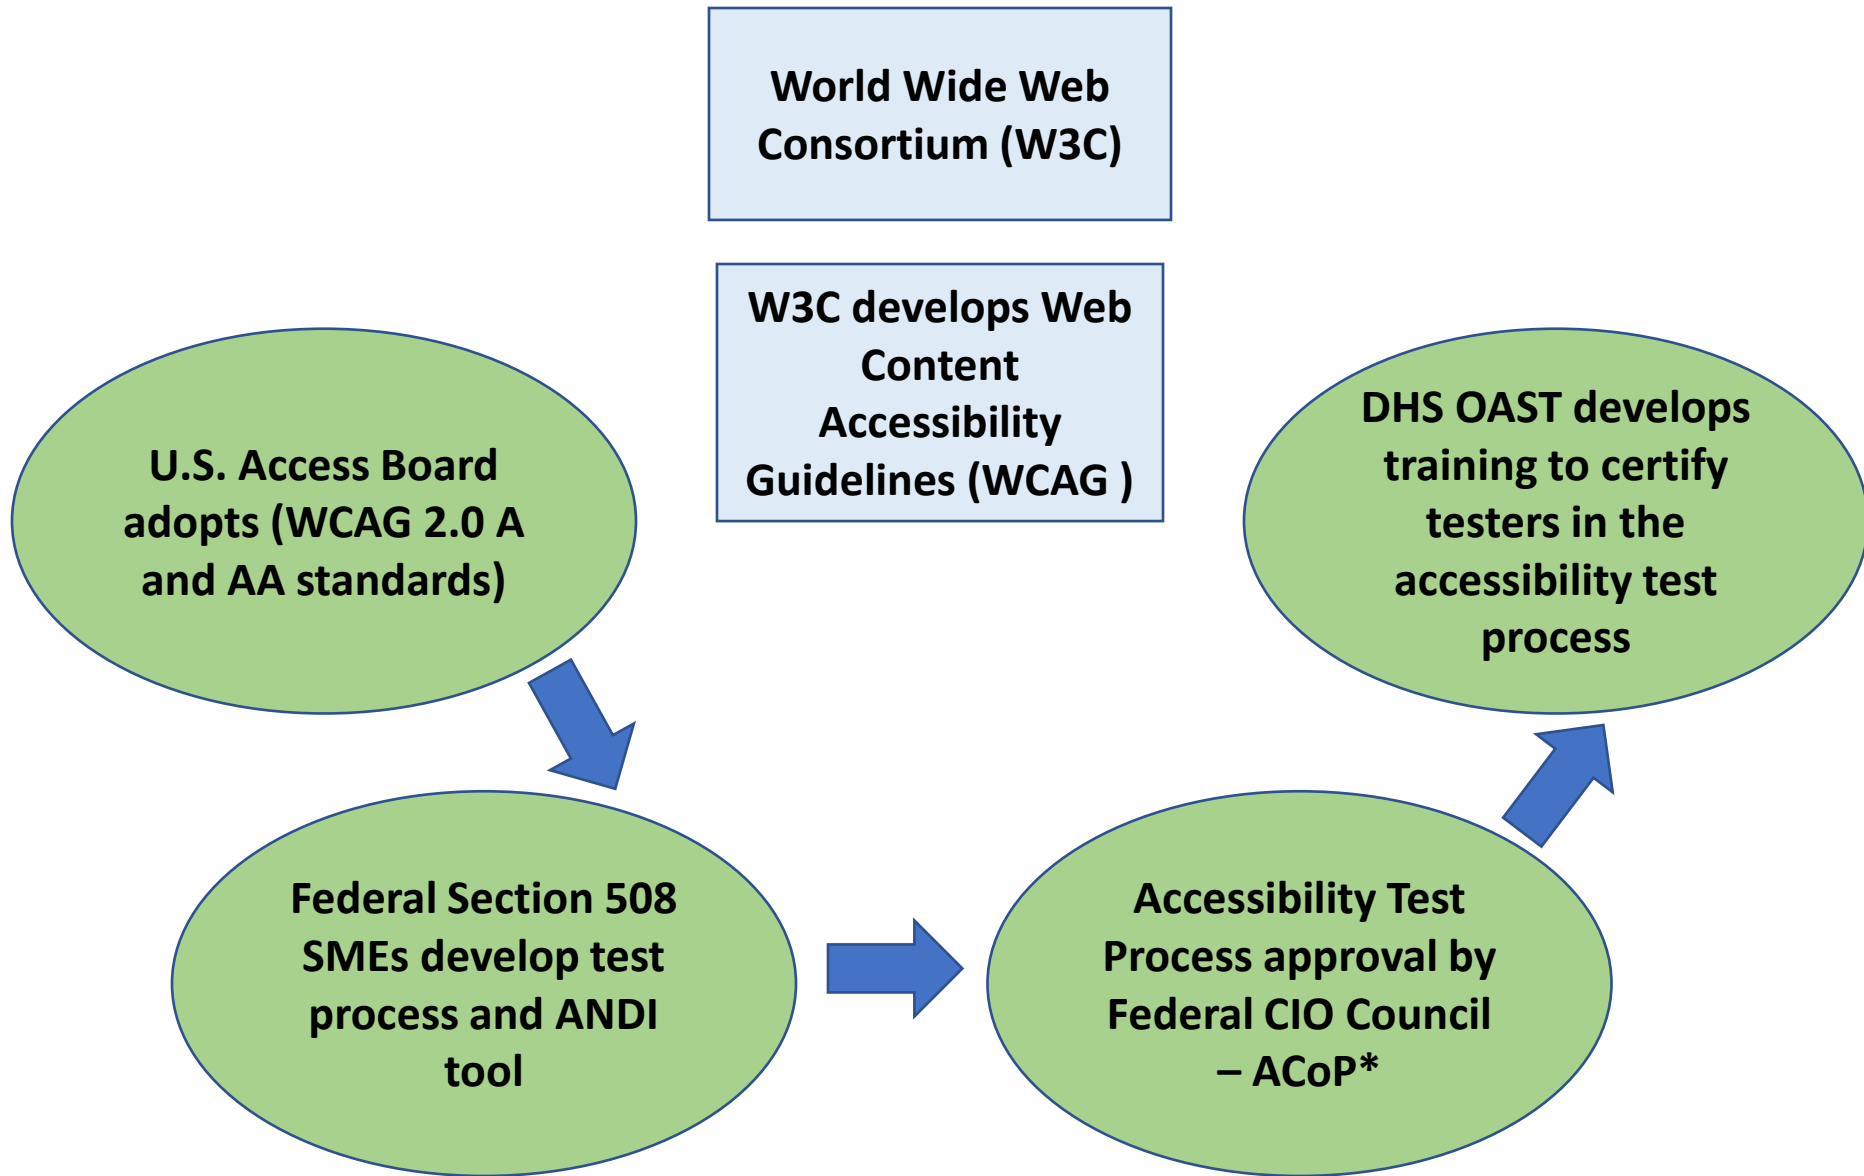 World Wide Web
Consortium (W3C)
W3C develops Web
Content
Accessibility
Guidelines (WCAG )
U.S. Access Board
adopts (WCAG 2.0 A
and AA standards)
Federal Section 508
SMEs develop test
process and ANDI
tool
Accessibility Test
Process approval by
Federal CIO Council
– ACoP*
DHS OAST develops
training to certify
testers in the
accessibility test
process